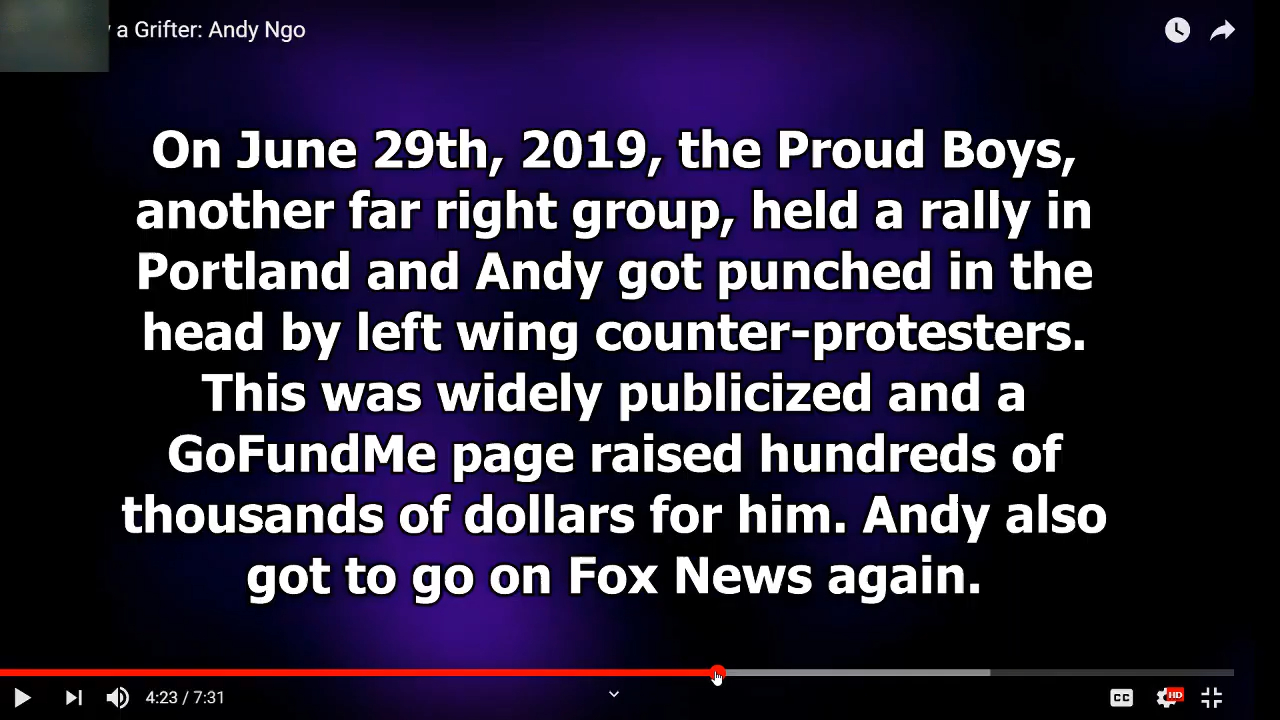 a Grifter: Andy Ngo
On June 29th, 2019, the Proud Boys,
another far right group, held a rally in
Portland and Andy got punched in the
head by left wing counter-protesters.
This was widely publicized and a
GoFundMe page raised hundreds of
thousands of dollars for him. Andy also
got to go on Fox News again.
4:23 / 7:31
CC
HD